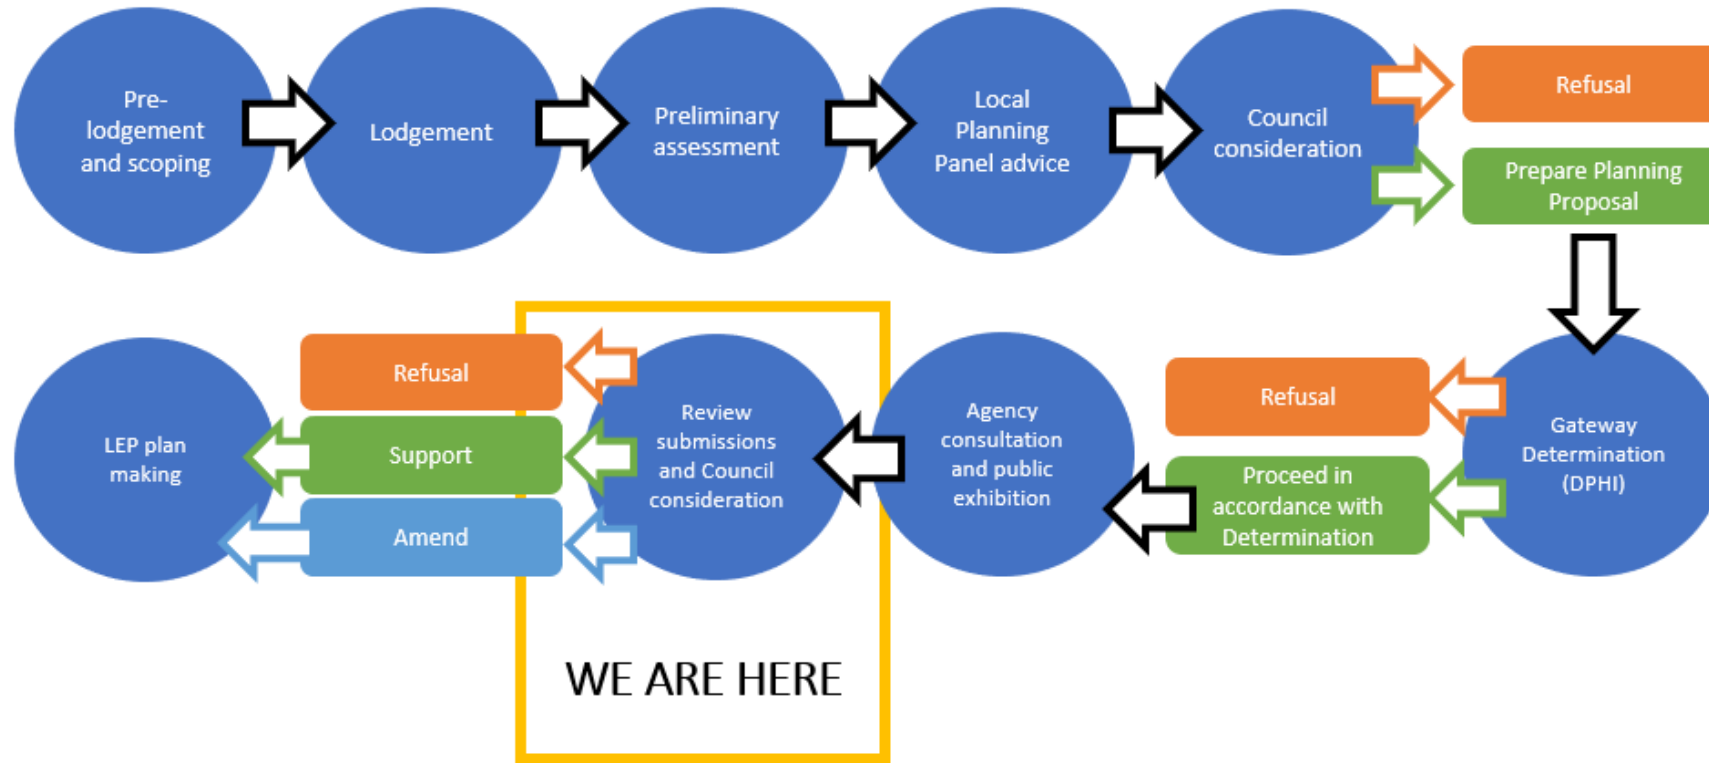 Pre-
lodgement
and scoping
Lodgement
Preliminary
assessment
Local
Planning
Panel advice
Council
consideration
Refusal
Prepare Planning
Proposal
Gateway
Determination
(DPHI)
Refusal
Proceed in
accordance with
Determination
Agency
consultation
and public
exhibition
Review
submissions
and Council
consideration
Refusal
Support
Amend
LEP plan
making
WE ARE HERE